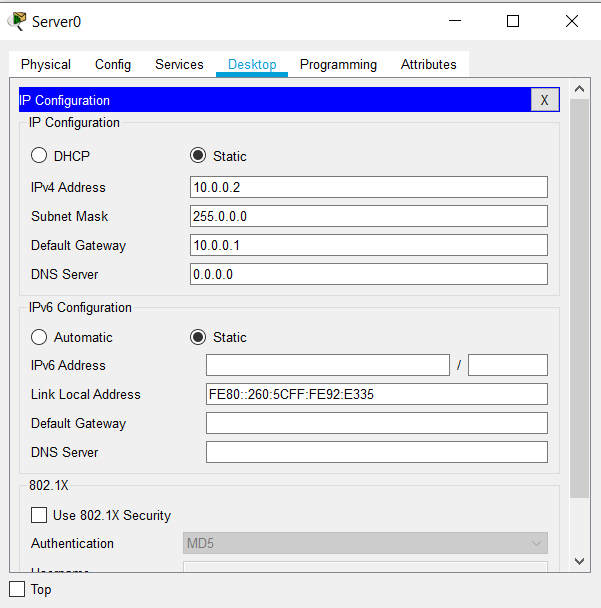 Server0
Physical Config Services Desktop Programming Attributes
IP Configuration X
IP Configuration
DHCP Static
IPv4 Address 10.0.0.2
Subnet Mask 255.0.0.0
Default Gateway 10.0.0.1
DNS Server 0.0.0.0
IPv6 Configuration
Automatic Static
IPv6 Address /
Link Local Address FE80::260:5CFF:FE92:E335
Default Gateway
DNS Server
802.1X
Use 802.1X Security
Authentication MD5
Username
Top